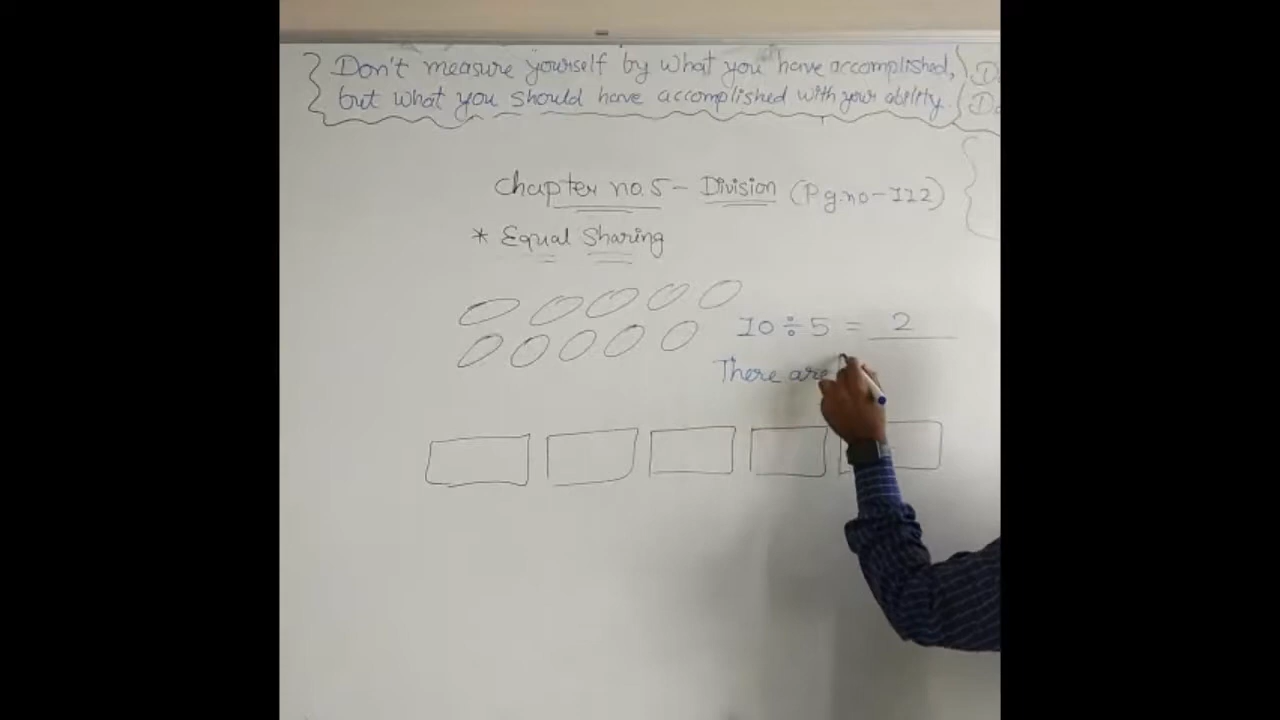 Don't measure yourself by what you have accomplished,
but what you should have accomplished with your ability.
Chapter no.5 - Division (Pg.no-122)
* Equal Sharing
10 ÷ 5 = 2
There are